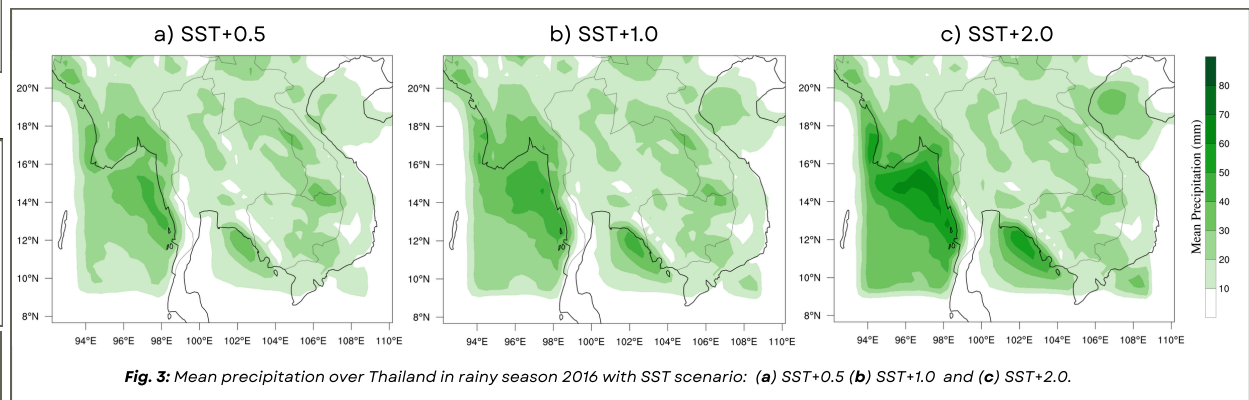 a) SST+0.5
b) SST+1.0
c) SST+2.0
20°N
18°N
16°N
14°N
12°N
10°N
8°N
94°E 96°E 98°E 100°E 102°E 104°E 106°E 108°E 110°E
20°N
18°N
16°N
14°N
12°N
10°N
8°N
94°E 96°E 98°E 100°E 102°E 104°E 106°E 108°E 110°E
20°N
18°N
16°N
14°N
12°N
10°N
8°N
94°E 96°E 98°E 100°E 102°E 104°E 106°E 108°E 110°E
Mean Precipitation (mm)
80
70
60
50
40
30
20
10
Fig. 3: Mean precipitation over Thailand in rainy season 2016 with SST scenario: (a) SST+0.5 (b) SST+1.0 and (c) SST+2.0.